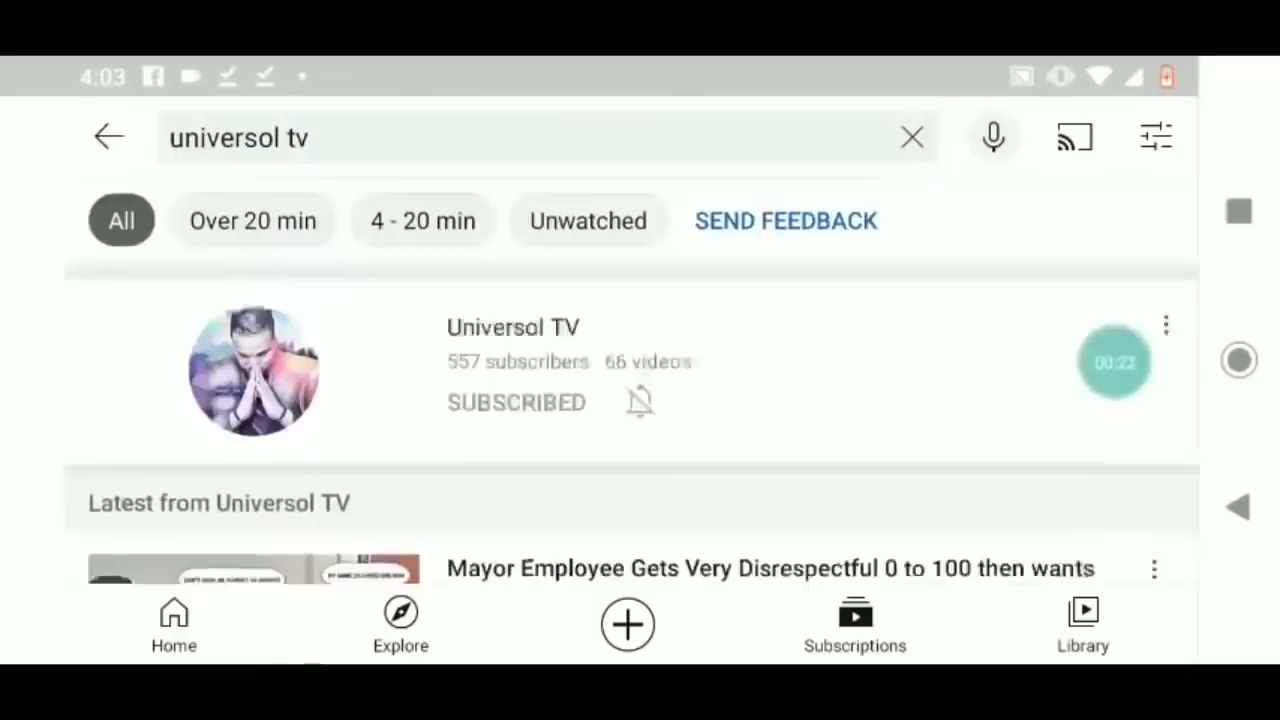 4:03
universol tv
All
Over 20 min
4 - 20 min
Unwatched
SEND FEEDBACK
Universol TV
557 subscribers 66 videos
SUBSCRIBED
00:22
Latest from Universol TV
Mayor Employee Gets Very Disrespectful 0 to 100 then wants
Home
Explore
Subscriptions
Library